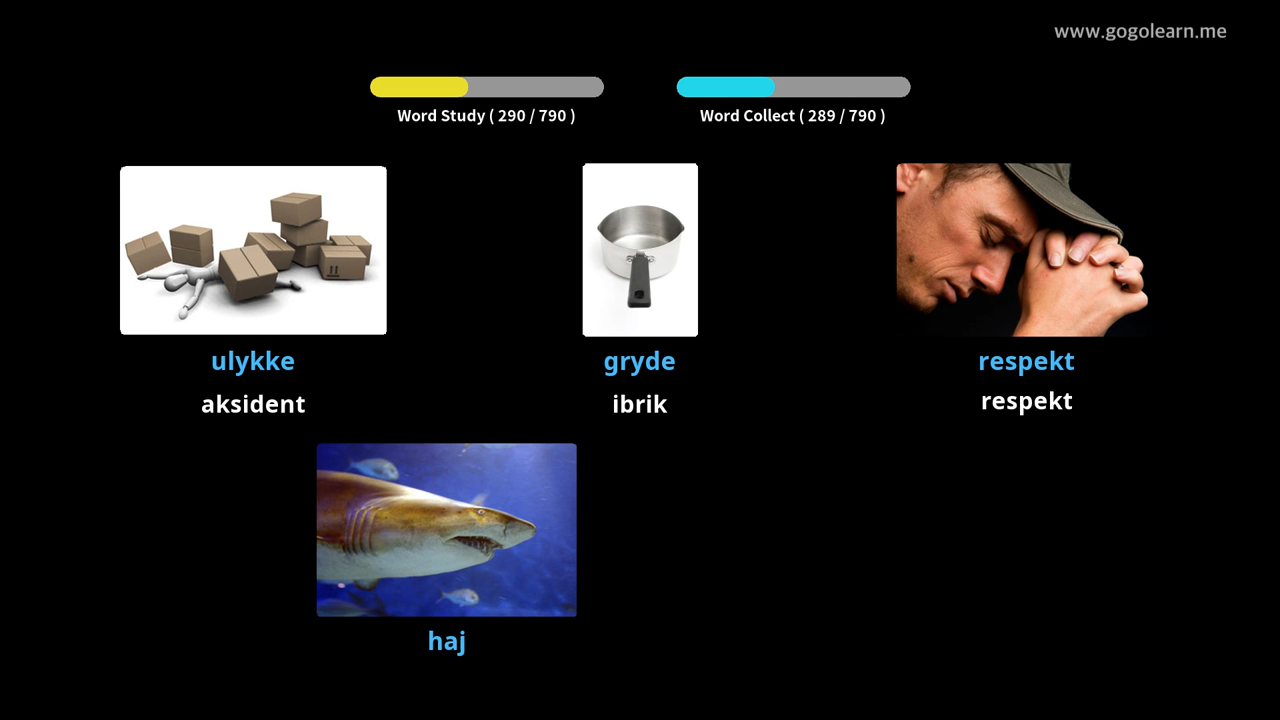 www.gogolearn.me
Word Study ( 290 / 790 )
Word Collect ( 289 / 790 )
ulykke
gryde
respekt
aksident
ibrik
respekt
haj